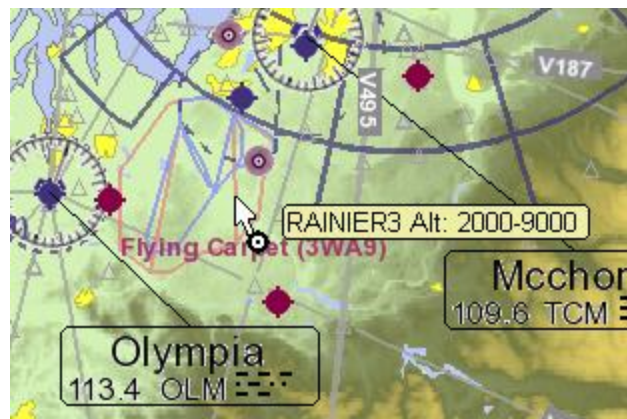 V187
V495
RAINIER3 Alt: 2000-9000
Flying Carpet (3WA9)
Mcchor
109.6 TCM
Olympia
113.4 OLM